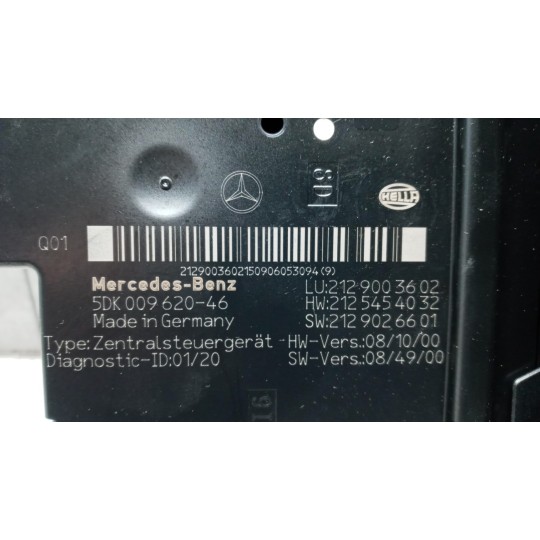 SD
HELLA
Q01
2129003602150906053094(9)
Mercedes-Benz LU:212 900 36 02
5DK 009 620-46 HW:212 545 40 32
Made in Germany SW:212 902 66 01
Type:Zentralsteuergerät HW-Vers.:08/10/00
Diagnostic-ID:01/20 SW-Vers.:08/49/00